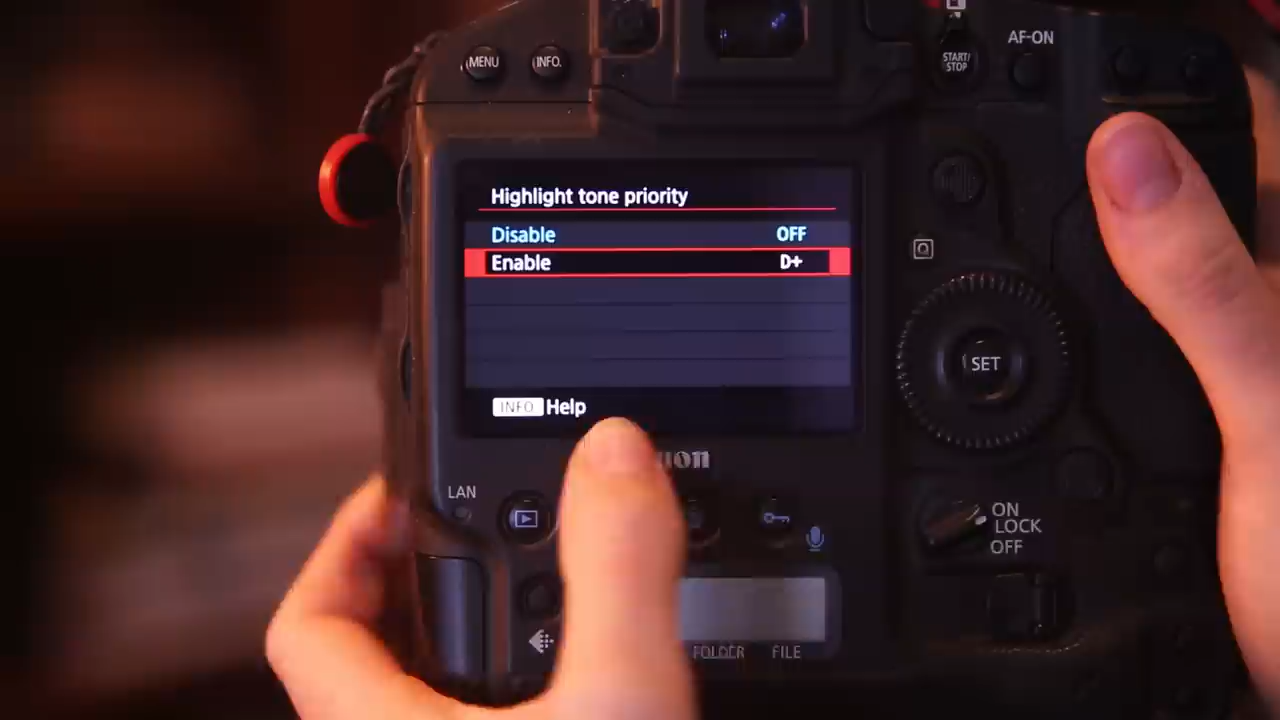 MENU
INFO.
START/
STOP
AF-ON
Highlight tone priority
Disable OFF
Enable D+
Q
SET
INFO Help
LAN
ON
LOCK
OFF
FOLDER FILE